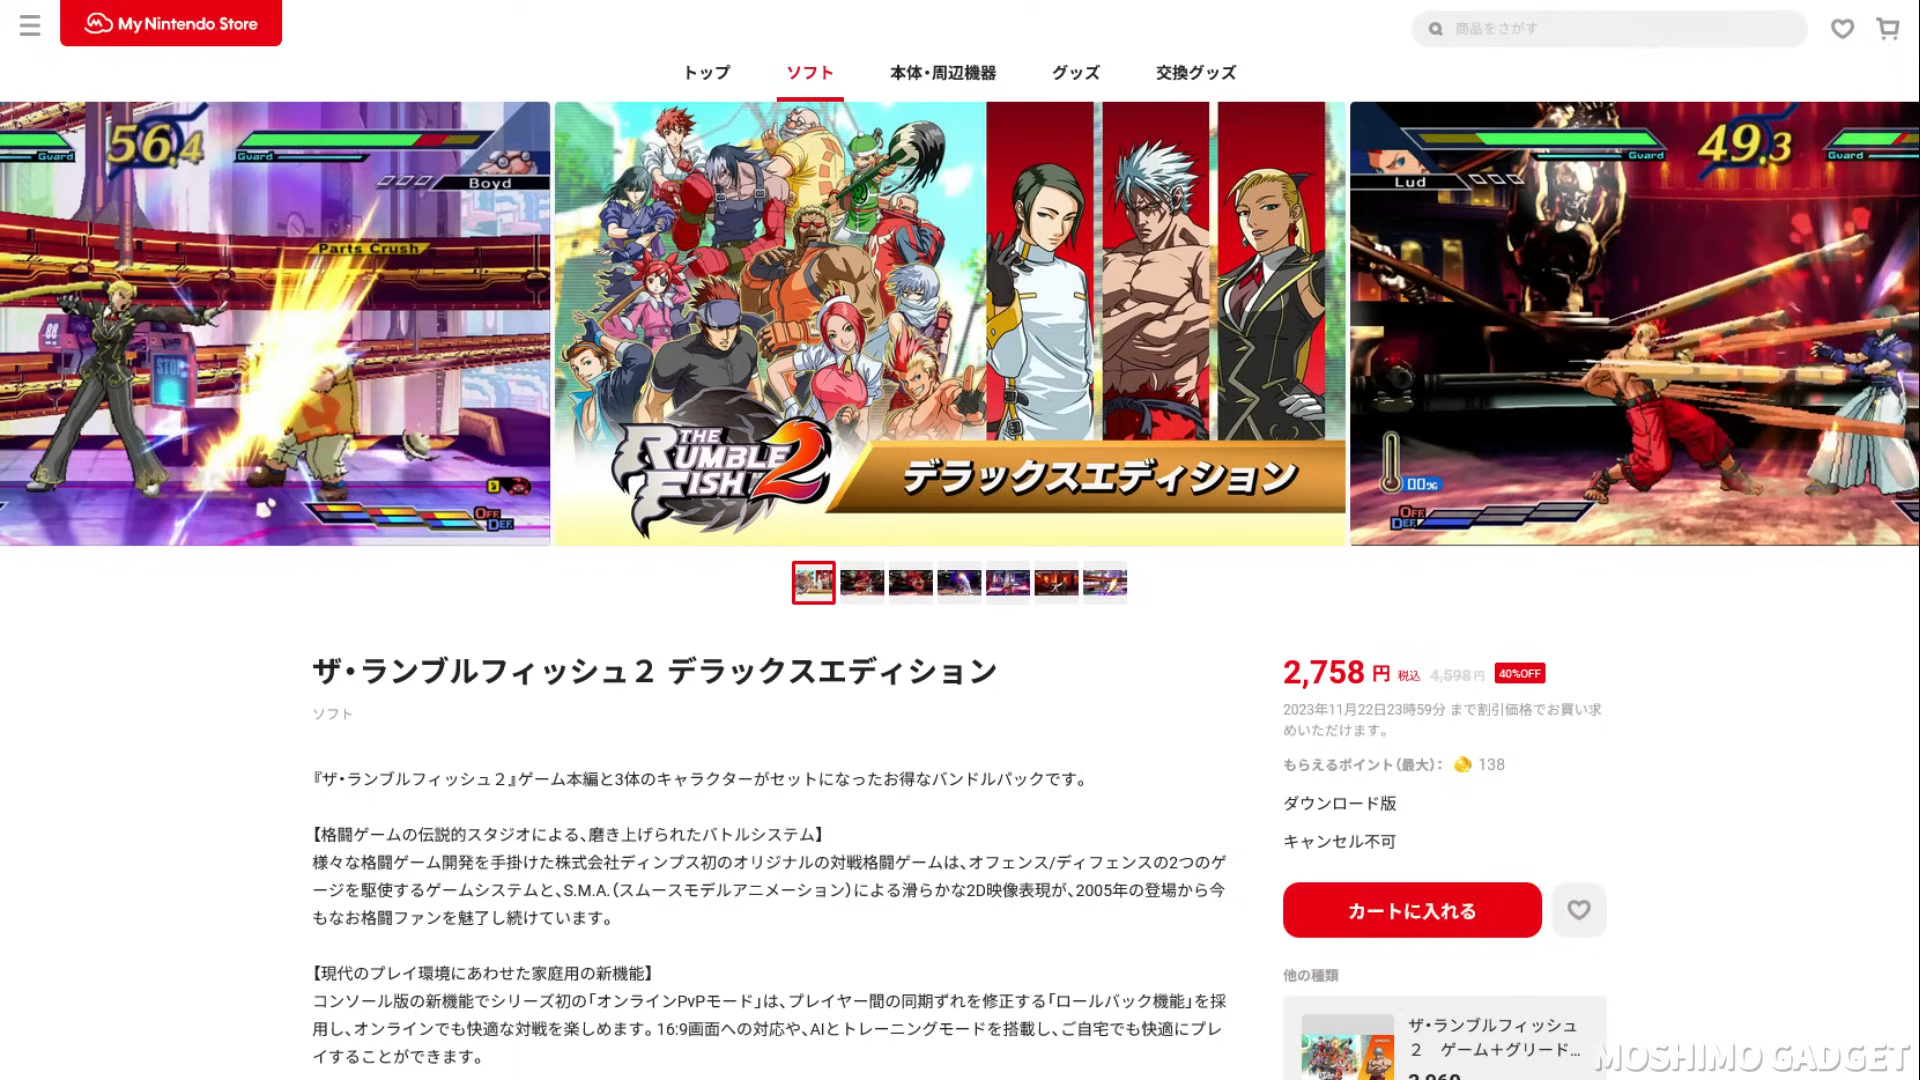 My Nintendo Store
商品をさがす
トップ
ソフト
本体・周辺機器
グッズ
交換グッズ
Guard
56.4
Guard
Boyd
Parts Crush
88
STOP
OFF.
DEF.
THE
RUMBLE
FISH 2
デラックスエディション
Lud
Guard
49.3
Guard
00%
OFF.
DEF.
ザ・ランブルフィッシュ２ デラックスエディション
ソフト
『ザ・ランブルフィッシュ２』ゲーム本編と3体のキャラクターがセットになったお得なバンドルパックです。
【格闘ゲームの伝説的スタジオによる、磨き上げられたバトルシステム】
様々な格闘ゲーム開発を手掛けた株式会社ディンプス初のオリジナルの対戦格闘ゲームは、オフェンス/ディフェンスの2つのゲ
ージを駆使するゲームシステムと、S.M.A.（スムースモデルアニメーション）による滑らかな2D映像表現が、2005年の登場から今
もなお格闘ファンを魅了し続けています。
【現代のプレイ環境にあわせた家庭用の新機能】
コンソール版の新機能でシリーズ初の「オンラインPvPモード」は、プレイヤー間の同期ずれを修正する「ロールバック機能」を採
用し、オンラインでも快適な対戦を楽しめます。16:9画面への対応や、AIとトレーニングモードを搭載し、ご自宅でも快適にプレ
イすることができます。
2,758 円 税込 4,598円 40%OFF
2023年11月22日23時59分 まで割引価格でお買い求
めいただけます。
もらえるポイント（最大）： 138
ダウンロード版
キャンセル不可
カートに入れる
他の種類
ザ・ランブルフィッシュ
２　ゲーム＋グリード...
MOSHIMO GADGET